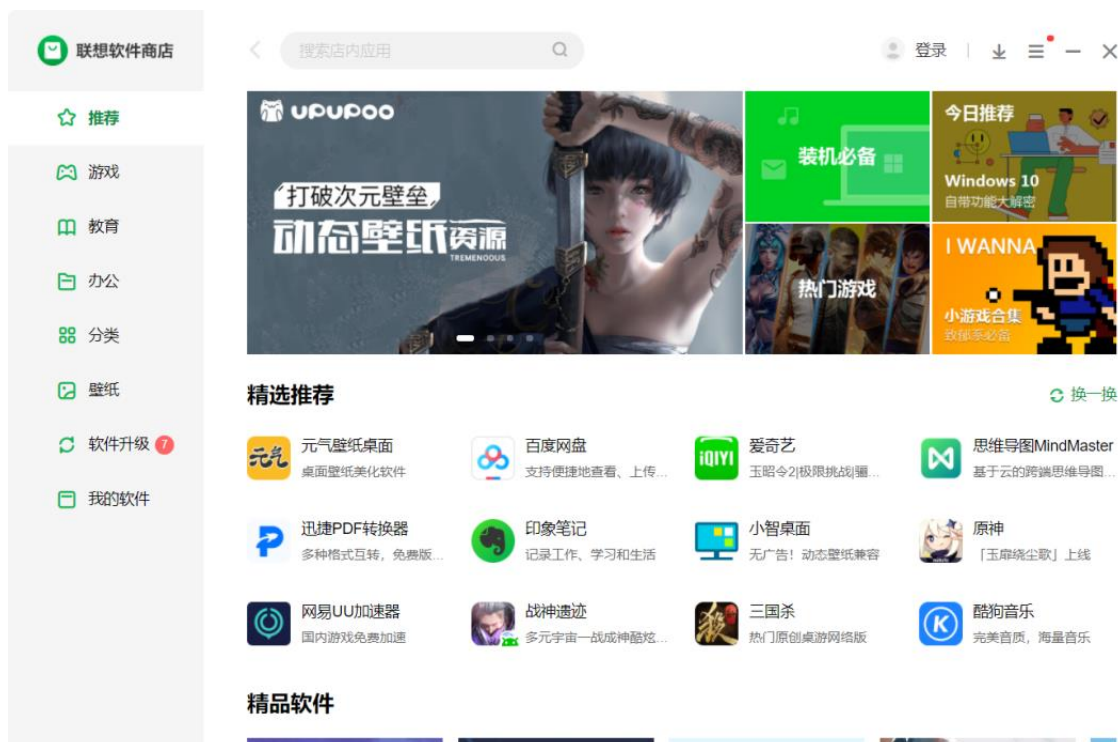 联想软件商店
搜索店内应用
登录
推荐
游戏
教育
办公
分类
壁纸
软件升级 7
我的软件
UPUPOO
打破次元壁垒
动态壁纸资源
TREMENDOUS
装机必备
今日推荐
Windows 10
自带功能大解密
热门游戏
I WANNA
小游戏合集
致郁系必备
精选推荐
换一换
元气
元气壁纸桌面
桌面壁纸美化软件
百度网盘
支持便捷地查看、上传...
iQIYI
爱奇艺
玉昭令2|极限挑战|骊...
思维导图MindMaster
基于云的跨端思维导图...
迅捷PDF转换器
多种格式互转，免费版...
印象笔记
记录工作、学习和生活
小智桌面
无广告！动态壁纸兼容
原神
「玉扉绕尘歌」上线
网易UU加速器
国内游戏免费加速
战神遗迹
多元宇宙一战成神酷炫...
杀
三国杀
热门原创桌游网络版
K
酷狗音乐
完美音质，海量音乐
精品软件